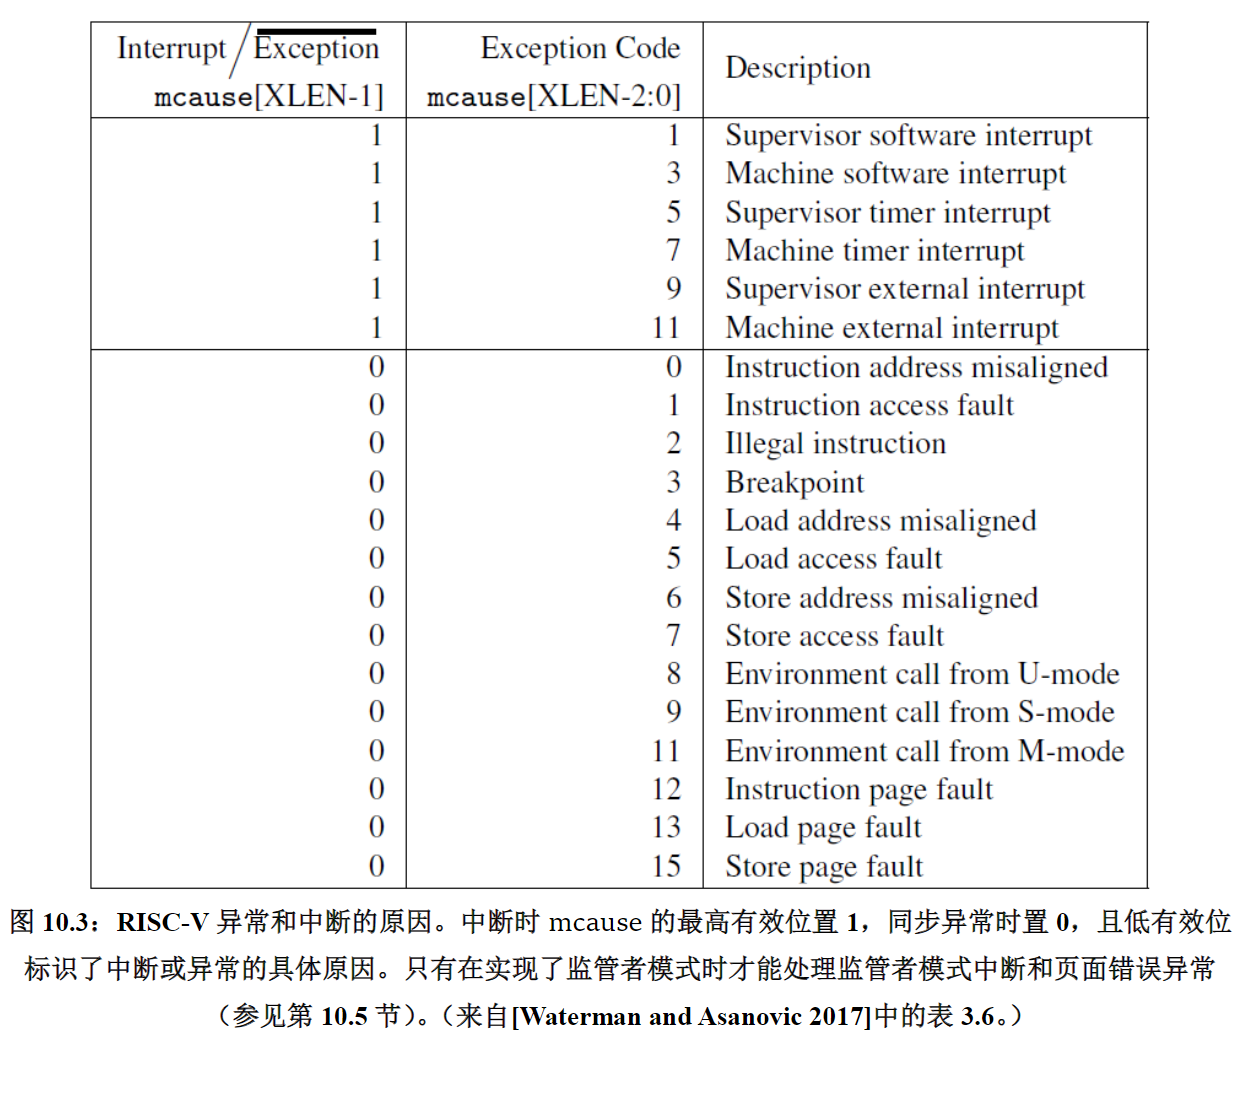 Interrupt / Exception Exception Code Description
mcause[XLEN-1] mcause[XLEN-2:0]
1 1 Supervisor software interrupt
1 3 Machine software interrupt
1 5 Supervisor timer interrupt
1 7 Machine timer interrupt
1 9 Supervisor external interrupt
1 11 Machine external interrupt
0 0 Instruction address misaligned
0 1 Instruction access fault
0 2 Illegal instruction
0 3 Breakpoint
0 4 Load address misaligned
0 5 Load access fault
0 6 Store address misaligned
0 7 Store access fault
0 8 Environment call from U-mode
0 9 Environment call from S-mode
0 11 Environment call from M-mode
0 12 Instruction page fault
0 13 Load page fault
0 15 Store page fault
图 10.3：RISC-V 异常和中断的原因。中断时 mcause 的最高有效位置 1，同步异常时置 0，且低有效位
标识了中断或异常的具体原因。只有在实现了监管者模式时才能处理监管者模式中断和页面错误异常
（参见第 10.5 节）。（来自[Waterman and Asanovic 2017]中的表 3.6。）